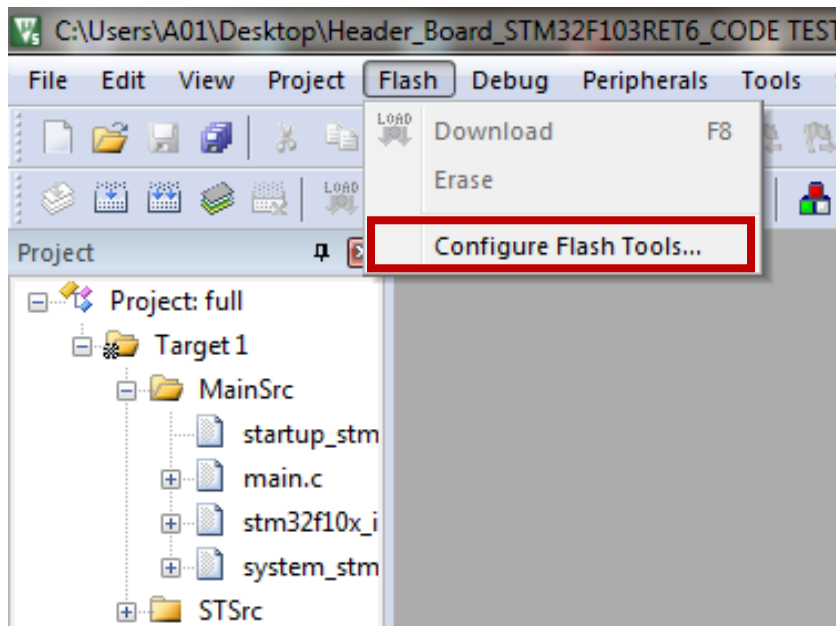 C:\Users\A01\Desktop\Header_Board_STM32F103RET6_CODE TEST
File Edit View Project Flash Debug Peripherals Tools
LOAD Download F8
Erase
LOAD
Configure Flash Tools...
Project
Project: full
Target 1
MainSrc
startup_stm
main.c
stm32f10x_i
system_stm
STSrc